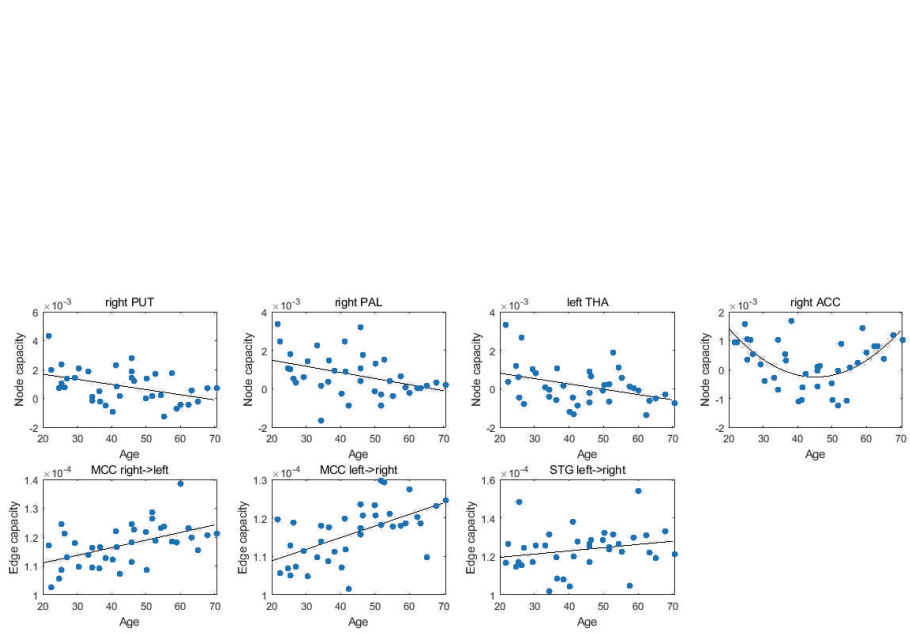 right PUT
right PAL
left THA
right ACC
×10⁻³
×10⁻³
×10⁻³
×10⁻³
6
4
2
0
-2
Node capacity
20 30 40 50 60 70
Age
4
2
0
-2
Node capacity
20 30 40 50 60 70
Age
4
2
0
-2
Node capacity
20 30 40 50 60 70
Age
2
1
0
-1
-2
Node capacity
20 30 40 50 60 70
Age
MCC right->left
MCC left->right
STG left->right
×10⁻⁴
×10⁻⁴
×10⁻⁴
1.4
1.3
1.2
1.1
1
Edge capacity
20 30 40 50 60 70
Age
1.3
1.2
1.1
1
Edge capacity
20 30 40 50 60 70
Age
1.6
1.4
1.2
1
Edge capacity
20 30 40 50 60 70
Age